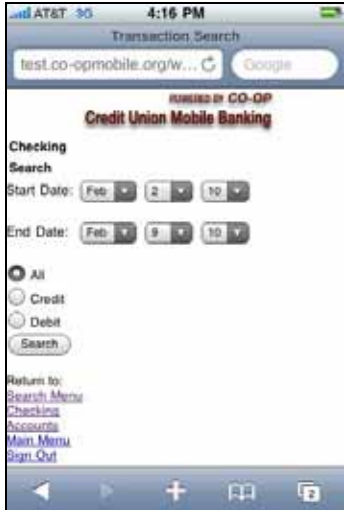 AT&T 3G 4:16 PM
Transaction Search
test.co-opmobile.org/w... Google
POWERED BY CO-OP
Credit Union Mobile Banking
Checking
Search
Start Date: Feb 2 10
End Date: Feb 9 10
All
Credit
Debit
Search
Return to:
Search Menu
Checking
Accounts
Main Menu
Sign Out
2